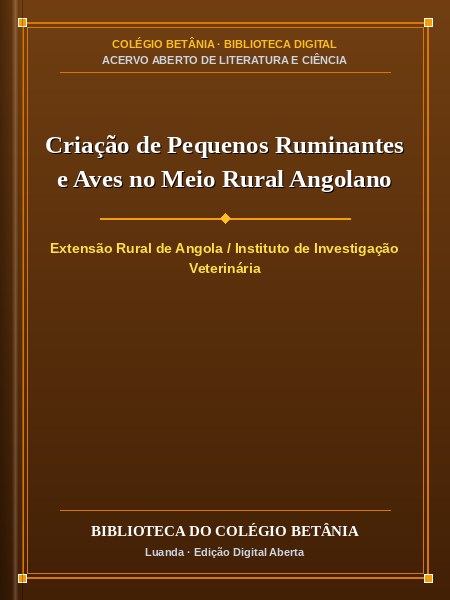 COLÉGIO BETÂNIA · BIBLIOTECA DIGITAL
ACERVO ABERTO DE LITERATURA E CIÊNCIA
Criação de Pequenos Ruminantes
e Aves no Meio Rural Angolano
Extensão Rural de Angola / Instituto de Investigação
Veterinária
BIBLIOTECA DO COLÉGIO BETÂNIA
Luanda · Edição Digital Aberta